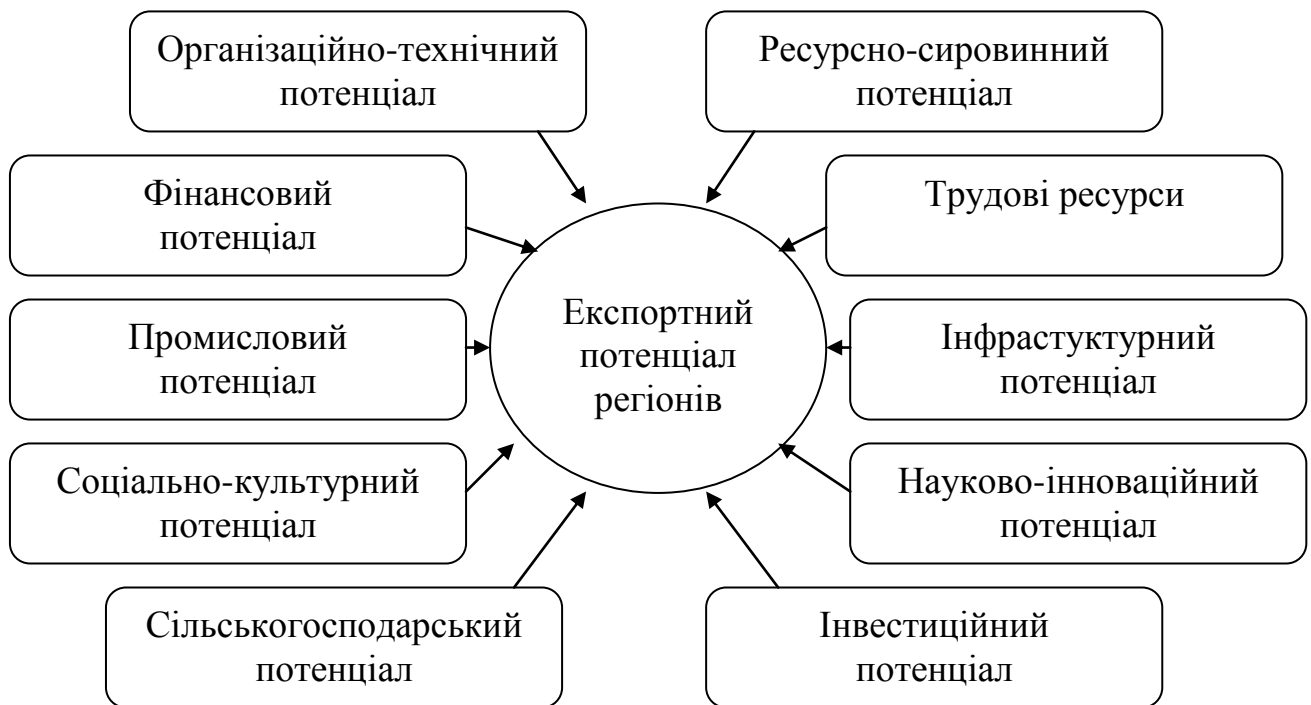 Організаційно-технічний
потенціал
Ресурсно-сировинний
потенціал
Фінансовий
потенціал
Трудові ресурси
Промисловий
потенціал
Експортний
потенціал
регіонів
Інфрастуктурний
потенціал
Соціально-культурний
потенціал
Науково-інноваційний
потенціал
Сільськогосподарський
потенціал
Інвестиційний
потенціал